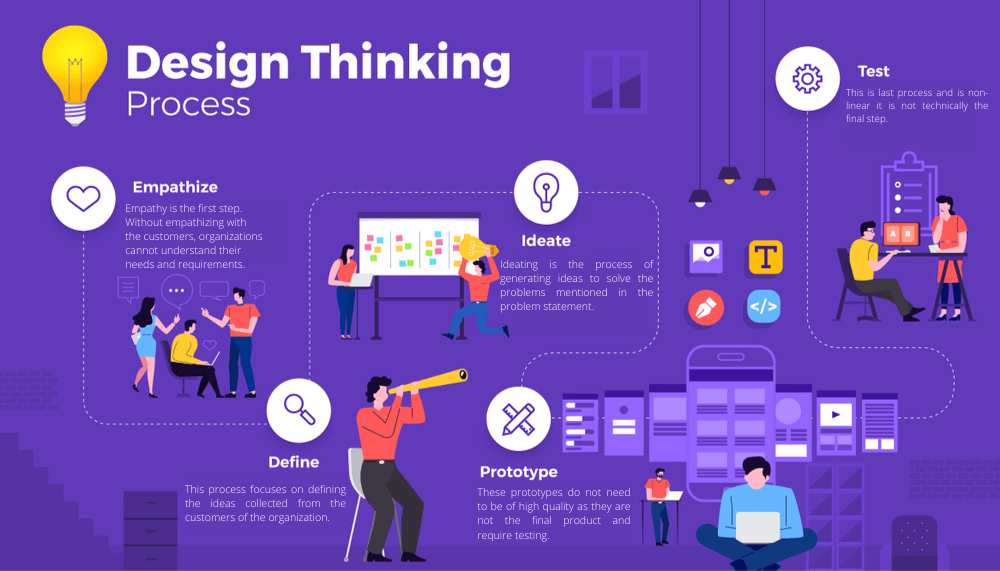 Design Thinking
Process
Empathize
Empathy is the first step.
Without empathizing with
the customers, organizations
cannot understand their
needs and requirements.
Define
This process focuses on defining
the ideas collected from the
customers of the organization.
Ideate
Ideating is the process of
generating ideas to solve the
problems mentioned in the
problem statement.
Prototype
These prototypes do not need
to be of high quality as they are
not the final product and
require testing.
Test
This is last process and is non-
linear it is not technically the
final step.
A B
T
</>